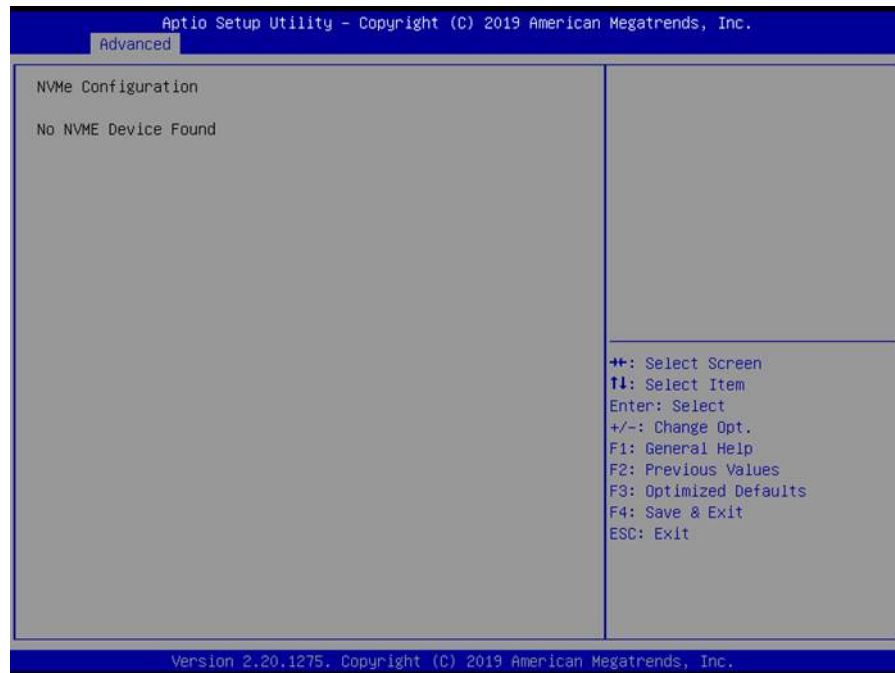 Aptio Setup Utility – Copyright (C) 2019 American Megatrends, Inc.
Advanced
NVMe Configuration
No NVME Device Found
→←: Select Screen
↑↓: Select Item
Enter: Select
+/-: Change Opt.
F1: General Help
F2: Previous Values
F3: Optimized Defaults
F4: Save & Exit
ESC: Exit
Version 2.20.1275. Copyright (C) 2019 American Megatrends, Inc.